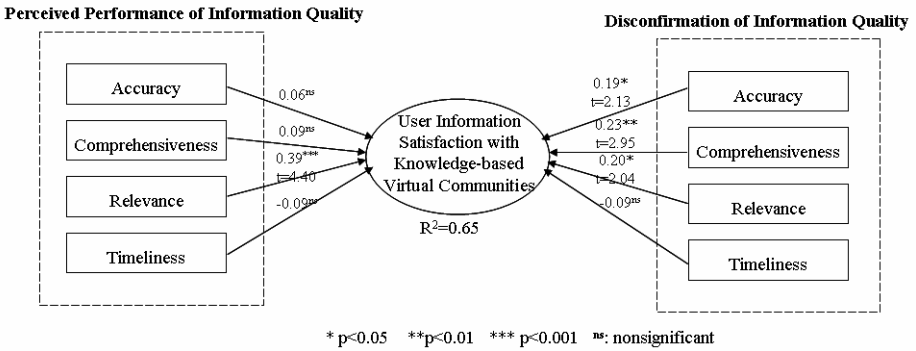 Perceived Performance of Information Quality
Accuracy
Comprehensiveness
Relevance
Timeliness
0.06ns
0.09ns
0.39***
t=4.40
-0.09ns
User Information
Satisfaction with
Knowledge-based
Virtual Communities
R²=0.65
Disconfirmation of Information Quality
0.19*
t=2.13
0.23**
t=2.95
0.20*
t=2.04
-0.09ns
Accuracy
Comprehensiveness
Relevance
Timeliness
* p<0.05 **p<0.01 *** p<0.001 ns: nonsignificant